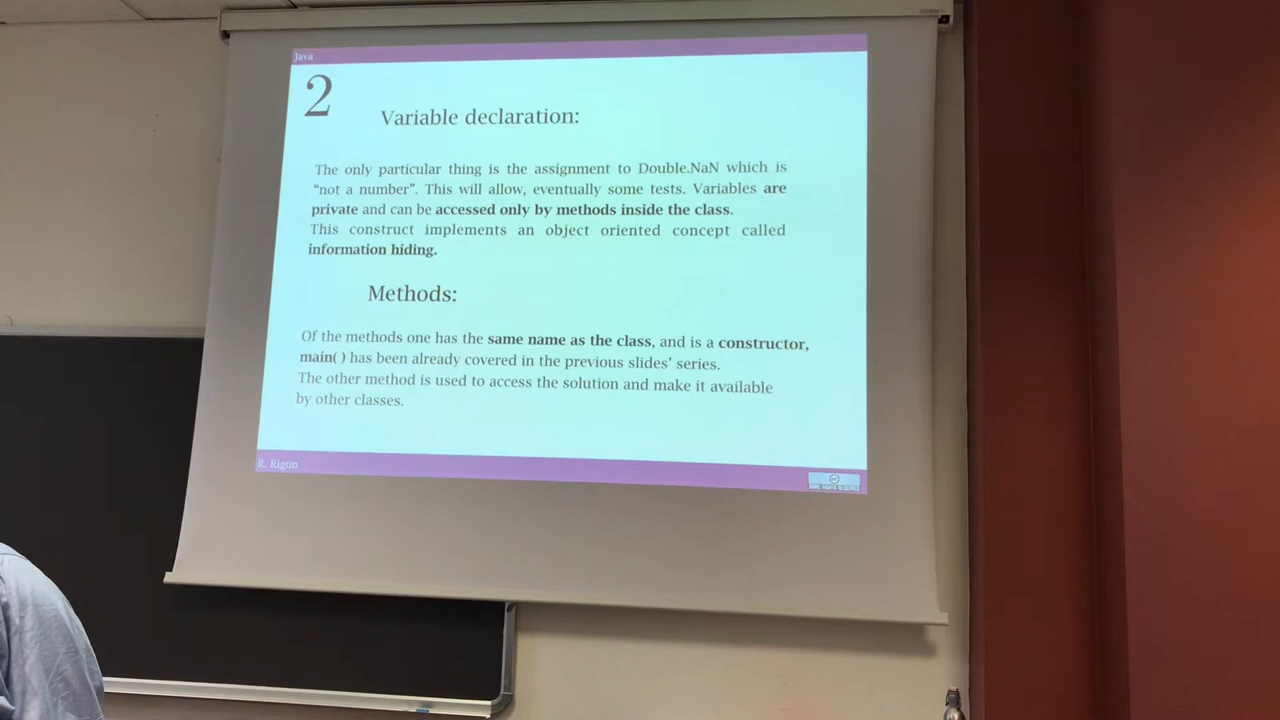 Java
2
Variable declaration:
The only particular thing is the assignment to Double.NaN which is
“not a number”. This will allow, eventually some tests. Variables are
private and can be accessed only by methods inside the class.
This construct implements an object oriented concept called
information hiding.
Methods:
Of the methods one has the same name as the class, and is a constructor,
main( ) has been already covered in the previous slides’ series.
The other method is used to access the solution and make it available
by other classes.
R. Rigon
SOME RIGHTS RESERVED